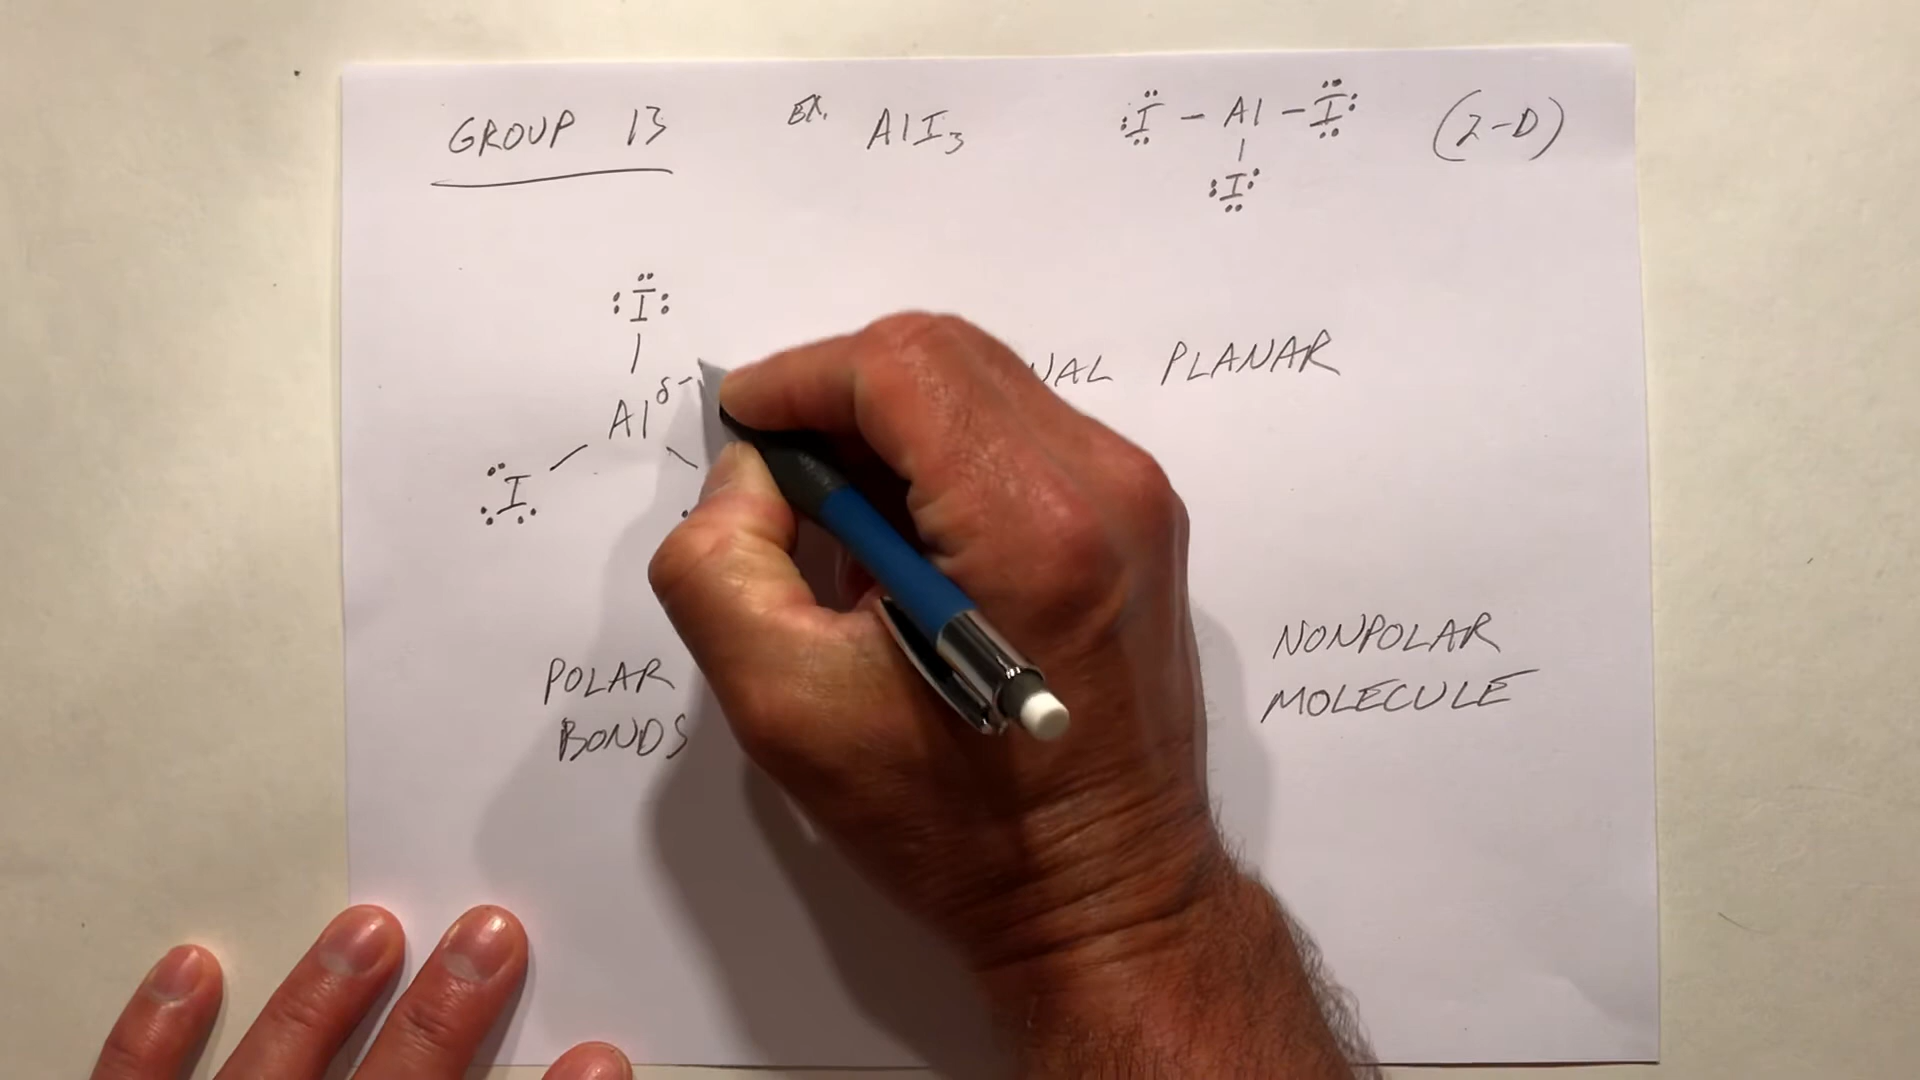 GROUP 13
EX. AlI3
:I - Al - I:
|
:I:
(2-D)
:I:
|
Al δ-
I
PLANAR
POLAR
BONDS
NONPOLAR
MOLECULE